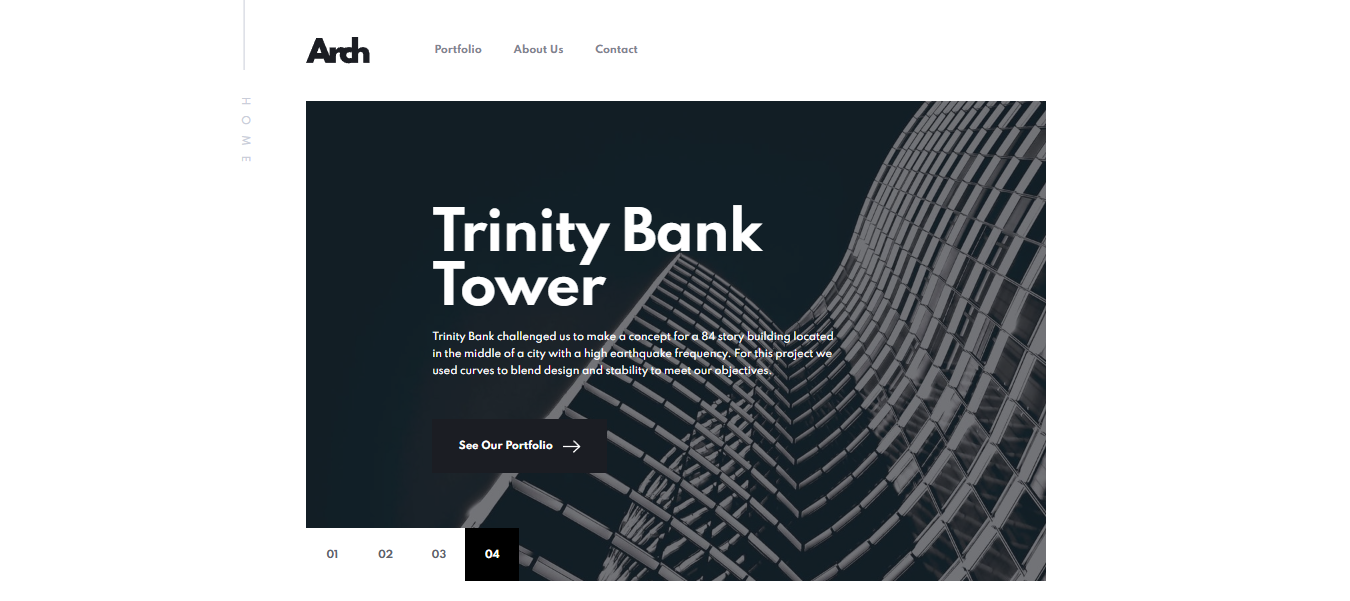 Arch
Portfolio About Us Contact
HOME
Trinity Bank
Tower
Trinity Bank challenged us to make a concept for a 84 story building located
in the middle of a city with a high earthquake frequency. For this project we
used curves to blend design and stability to meet our objectives.
See Our Portfolio
01 02 03 04